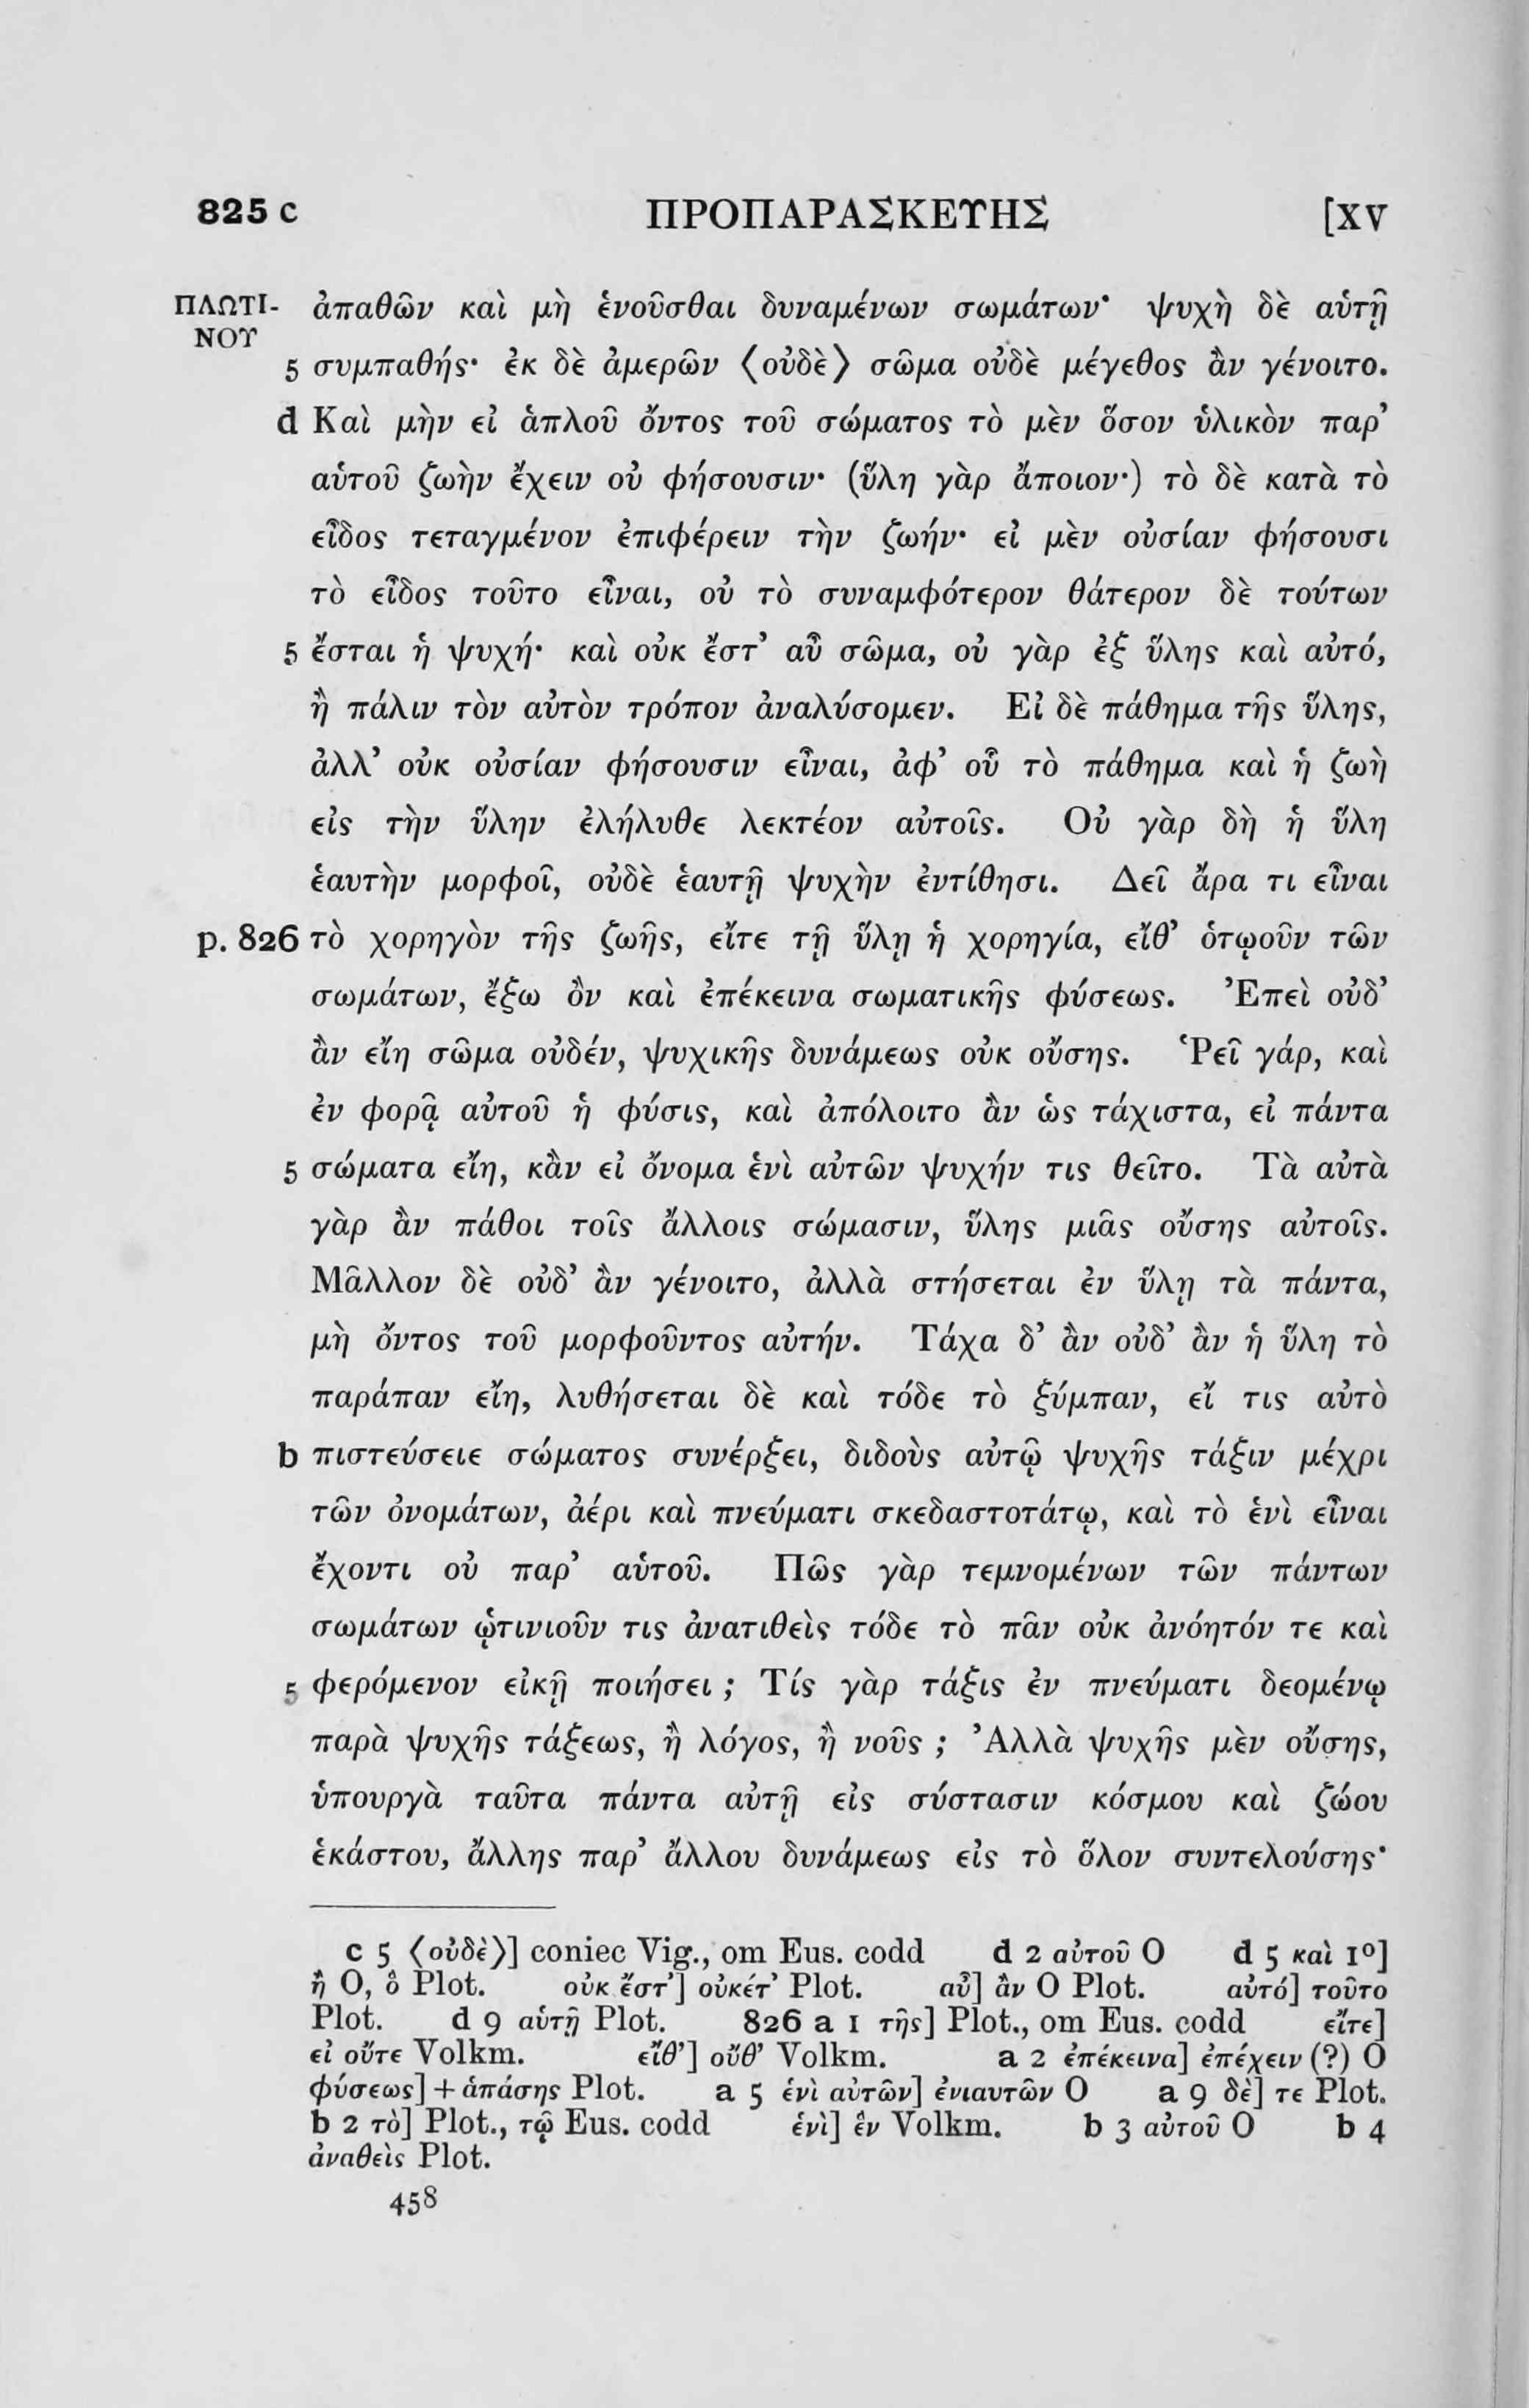 825 c ΠΡΟΠΑΡΑΣΚΕΥΗΣ [XV
ΠΛΩΤΙ- ἀπαθῶν καὶ μὴ ἑνοῦσθαι δυναμένων σωμάτων· ψυχὴ δὲ αὑτῇ
ΝΟΥ
5 συμπαθής· ἐκ δὲ ἀμερῶν ⟨οὐδὲ⟩ σῶμα οὐδὲ μέγεθος ἂν γένοιτο.
d Καὶ μὴν εἰ ἁπλοῦ ὄντος τοῦ σώματος τὸ μὲν ὅσον ὑλικὸν παρ’
αὑτοῦ ζωὴν ἔχειν οὐ φήσουσιν· (ὕλη γὰρ ἄποιον·) τὸ δὲ κατὰ τὸ
εἶδος τεταγμένον ἐπιφέρειν τὴν ζωήν· εἰ μὲν οὐσίαν φήσουσι
τὸ εἶδος τοῦτο εἶναι, οὐ τὸ συναμφότερον θάτερον δὲ τούτων
5 ἔσται ἡ ψυχή· καὶ οὐκ ἔστ’ αὖ σῶμα, οὐ γὰρ ἐξ ὕλης καὶ αὐτό,
ἢ πάλιν τὸν αὐτὸν τρόπον ἀναλύσομεν. Εἰ δὲ πάθημα τῆς ὕλης,
ἀλλ’ οὐκ οὐσίαν φήσουσιν εἶναι, ἀφ’ οὗ τὸ πάθημα καὶ ἡ ζωὴ
εἰς τὴν ὕλην ἐλήλυθε λεκτέον αὐτοῖς. Οὐ γὰρ δὴ ἡ ὕλη
ἑαυτὴν μορφοῖ, οὐδὲ ἑαυτῇ ψυχὴν ἐντίθησι. Δεῖ ἄρα τι εἶναι
p. 826 τὸ χορηγὸν τῆς ζωῆς, εἴτε τῇ ὕλῃ ἡ χορηγία, εἴθ’ ὁτῳοῦν τῶν
σωμάτων, ἔξω ὂν καὶ ἐπέκεινα σωματικῆς φύσεως. Ἐπεὶ οὐδ’
ἂν εἴη σῶμα οὐδέν, ψυχικῆς δυνάμεως οὐκ οὔσης. Ῥεῖ γάρ, καὶ
ἐν φορᾷ αὐτοῦ ἡ φύσις, καὶ ἀπόλοιτο ἂν ὡς τάχιστα, εἰ πάντα
5 σώματα εἴη, κἂν εἰ ὄνομα ἑνὶ αὐτῶν ψυχήν τις θεῖτο. Τὰ αὐτὰ
γὰρ ἂν πάθοι τοῖς ἄλλοις σώμασιν, ὕλης μιᾶς οὔσης αὐτοῖς.
Μᾶλλον δὲ οὐδ’ ἂν γένοιτο, ἀλλὰ στήσεται ἐν ὕλῃ τὰ πάντα,
μὴ ὄντος τοῦ μορφοῦντος αὐτήν. Τάχα δ’ ἂν οὐδ’ ἂν ἡ ὕλη τὸ
παράπαν εἴη, λυθήσεται δὲ καὶ τόδε τὸ ξύμπαν, εἴ τις αὐτὸ
b πιστεύσειε σώματος συνέρξει, διδοὺς αὐτῷ ψυχῆς τάξιν μέχρι
τῶν ὀνομάτων, ἀέρι καὶ πνεύματι σκεδαστοτάτῳ, καὶ τὸ ἑνὶ εἶναι
ἔχοντι οὐ παρ’ αὑτοῦ. Πῶς γὰρ τεμνομένων τῶν πάντων
σωμάτων ᾡτινιοῦν τις ἀνατιθεὶς τόδε τὸ πᾶν οὐκ ἀνόητόν τε καὶ
5 φερόμενον εἰκῇ ποιήσει ; Τίς γὰρ τάξις ἐν πνεύματι δεομένῳ
παρὰ ψυχῆς τάξεως, ἢ λόγος, ἢ νοῦς ; Ἀλλὰ ψυχῆς μὲν οὔσης,
ὑπουργὰ ταῦτα πάντα αὐτῇ εἰς σύστασιν κόσμου καὶ ζώου
ἑκάστου, ἄλλης παρ’ ἄλλου δυνάμεως εἰς τὸ ὅλον συντελούσης·
c 5 ⟨οὐδὲ⟩] coniec Vig., om Eus. codd d 2 αὐτοῦ O d 5 καὶ 1º]
ἢ O, ὃ Plot. οὐκ ἔστ’] οὐκέτ’ Plot. αὖ] ἂν O Plot. αὐτό] τοῦτο
Plot. d 9 αὑτῇ Plot. 826 a 1 τῆς] Plot., om Eus. codd εἴτε]
εἰ οὔτε Volkm. εἴθ’] οὔθ’ Volkm. a 2 ἐπέκεινα] ἐπέχειν (?) O
φύσεως] + ἁπάσης Plot. a 5 ἑνὶ αὐτῶν] ἐνιαυτῶν O a 9 δὲ] τε Plot.
b 2 τὸ] Plot., τῷ Eus. codd ἑνὶ] ἓν Volkm. b 3 αὐτοῦ O b 4
ἀναθεὶς Plot.
458